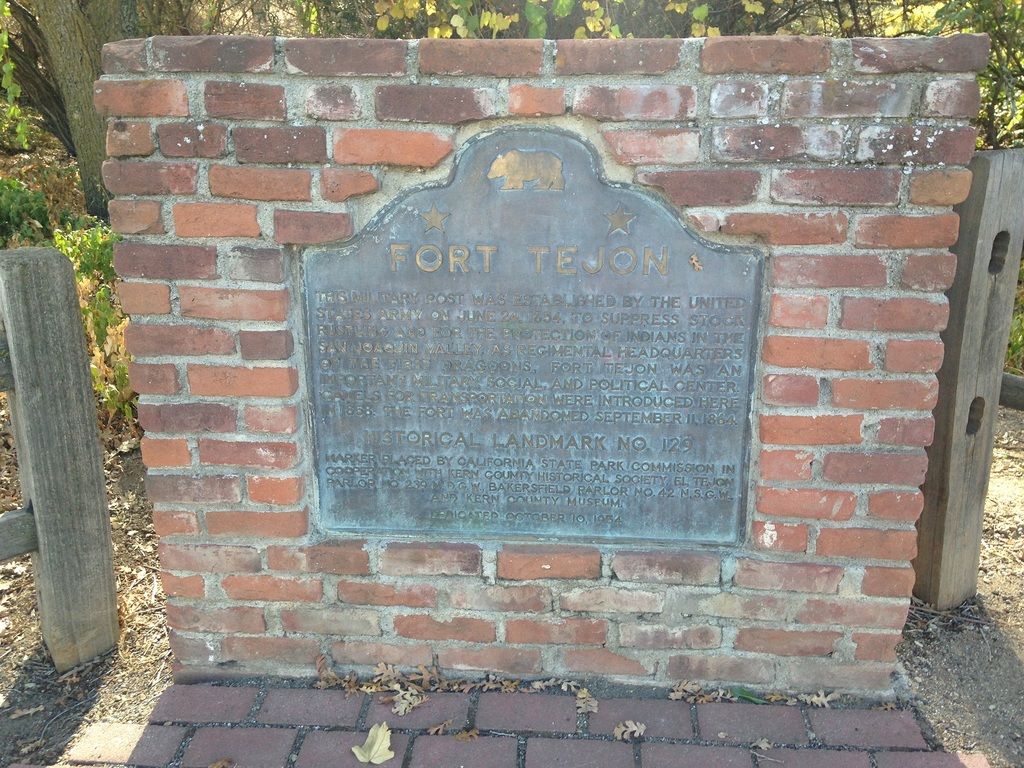 FORT TEJON
THIS MILITARY POST WAS ESTABLISHED BY THE UNITED
STATES ARMY ON JUNE 24, 1854, TO SUPPRESS STOCK
RUSTLING AND FOR THE PROTECTION OF INDIANS IN THE
SAN JOAQUIN VALLEY. AS REGIMENTAL HEADQUARTERS
OF THE FIRST DRAGOONS, FORT TEJON WAS AN
IMPORTANT MILITARY, SOCIAL, AND POLITICAL CENTER.
CAMELS FOR TRANSPORTATION WERE INTRODUCED HERE
IN 1858. THE FORT WAS ABANDONED SEPTEMBER 11, 1864.
HISTORICAL LANDMARK NO. 129
MARKER PLACED BY CALIFORNIA STATE PARK COMMISSION IN
COOPERATION WITH KERN COUNTY HISTORICAL SOCIETY, EL TEJON
PARLOR NO. 239 N.D.G.W., BAKERSFIELD PARLOR NO. 42 N.S.G.W.,
AND KERN COUNTY MUSEUM.
DEDICATED OCTOBER 10, 1954